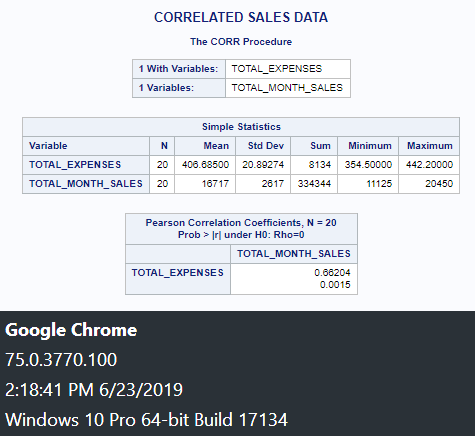 CORRELATED SALES DATA
The CORR Procedure
1 With Variables: TOTAL_EXPENSES
1 Variables: TOTAL_MONTH_SALES
Simple Statistics
Variable N Mean Std Dev Sum Minimum Maximum
TOTAL_EXPENSES 20 406.68500 20.89274 8134 354.50000 442.20000
TOTAL_MONTH_SALES 20 16717 2617 334344 11125 20450
Pearson Correlation Coefficients, N = 20
Prob > |r| under H0: Rho=0
TOTAL_MONTH_SALES
TOTAL_EXPENSES 0.66204
0.0015
Google Chrome
75.0.3770.100
2:18:41 PM 6/23/2019
Windows 10 Pro 64-bit Build 17134